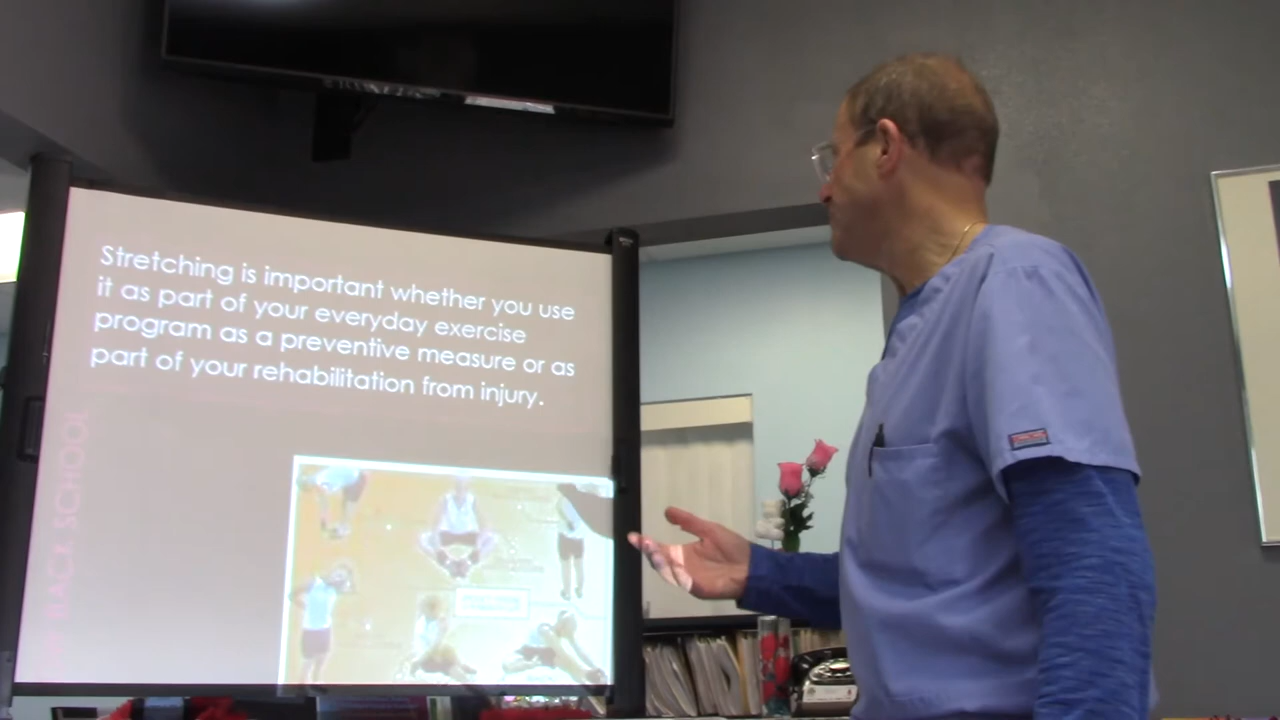 Stretching is important whether you use
it as part of your everyday exercise
program as a preventive measure or as
part of your rehabilitation from injury.
BACK SCHOOL